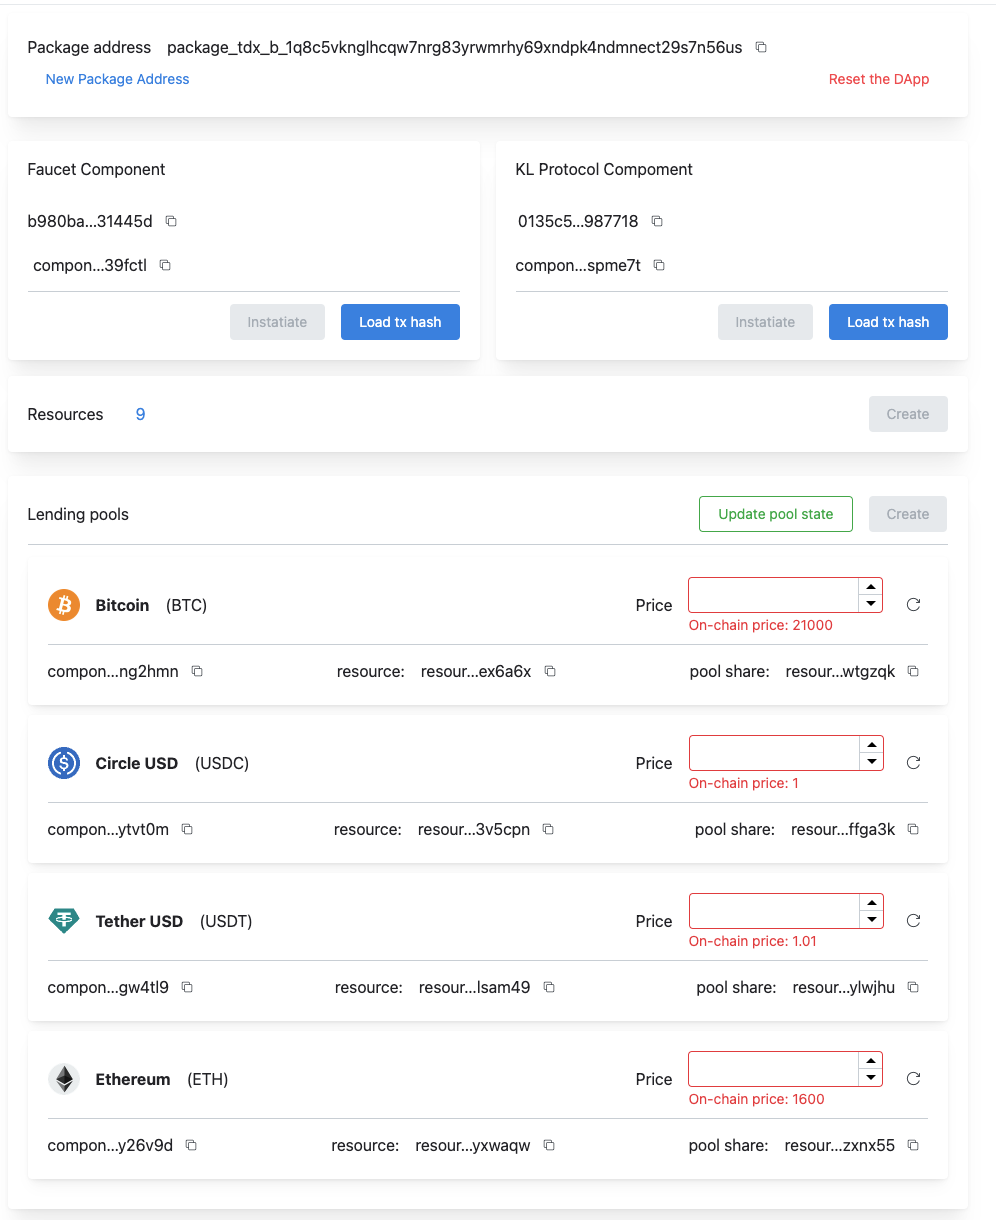 Package address package_tdx_b_1q8c5vknglhcqw7nrg83yrwmrhy69xndpk4ndmnect29s7n56us
New Package Address Reset the DApp
Faucet Component
b980ba...31445d
compon...39fctl
Instatiate Load tx hash
KL Protocol Compoment
0135c5...987718
compon...spme7t
Instatiate Load tx hash
Resources 9 Create
Lending pools Update pool state Create
Bitcoin (BTC) Price
On-chain price: 21000
compon...ng2hmn resource: resour...ex6a6x pool share: resour...wtgzqk
Circle USD (USDC) Price
On-chain price: 1
compon...ytvt0m resource: resour...3v5cpn pool share: resour...ffga3k
Tether USD (USDT) Price
On-chain price: 1.01
compon...gw4tl9 resource: resour...lsam49 pool share: resour...ylwjhu
Ethereum (ETH) Price
On-chain price: 1600
compon...y26v9d resource: resour...yxwaqw pool share: resour...zxnx55